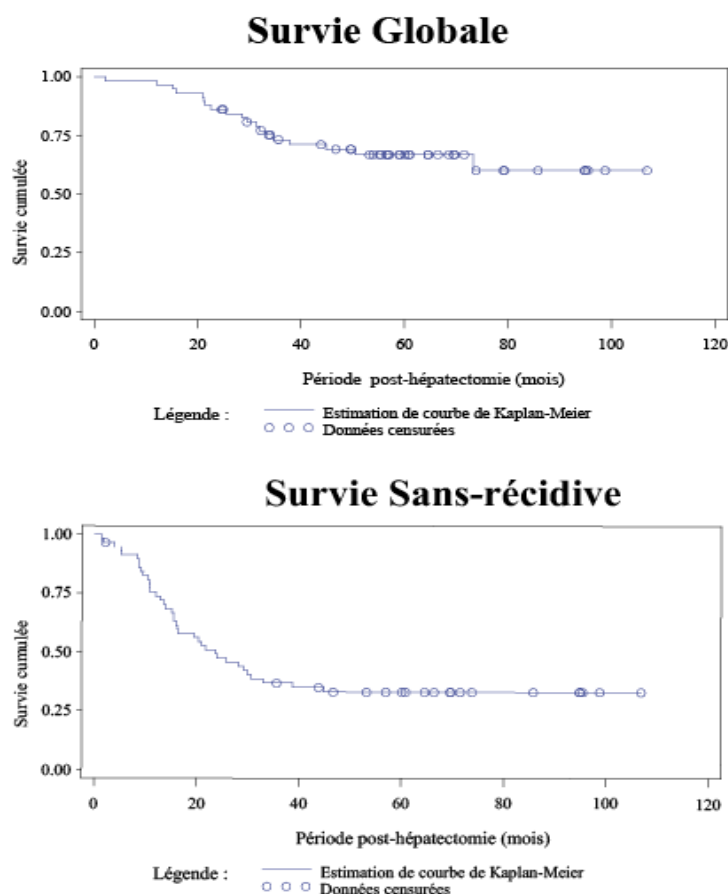 Survie Globale
1.00
0.75
0.50
0.25
0.00
Survie cumulée
0 20 40 60 80 100 120
Période post-hépatectomie (mois)
Légende : Estimation de courbe de Kaplan-Meier
Données censurées
Survie Sans-récidive
1.00
0.75
0.50
0.25
0.00
Survie cumulée
0 20 40 60 80 100 120
Période post-hépatectomie (mois)
Légende : Estimation de courbe de Kaplan-Meier
Données censurées